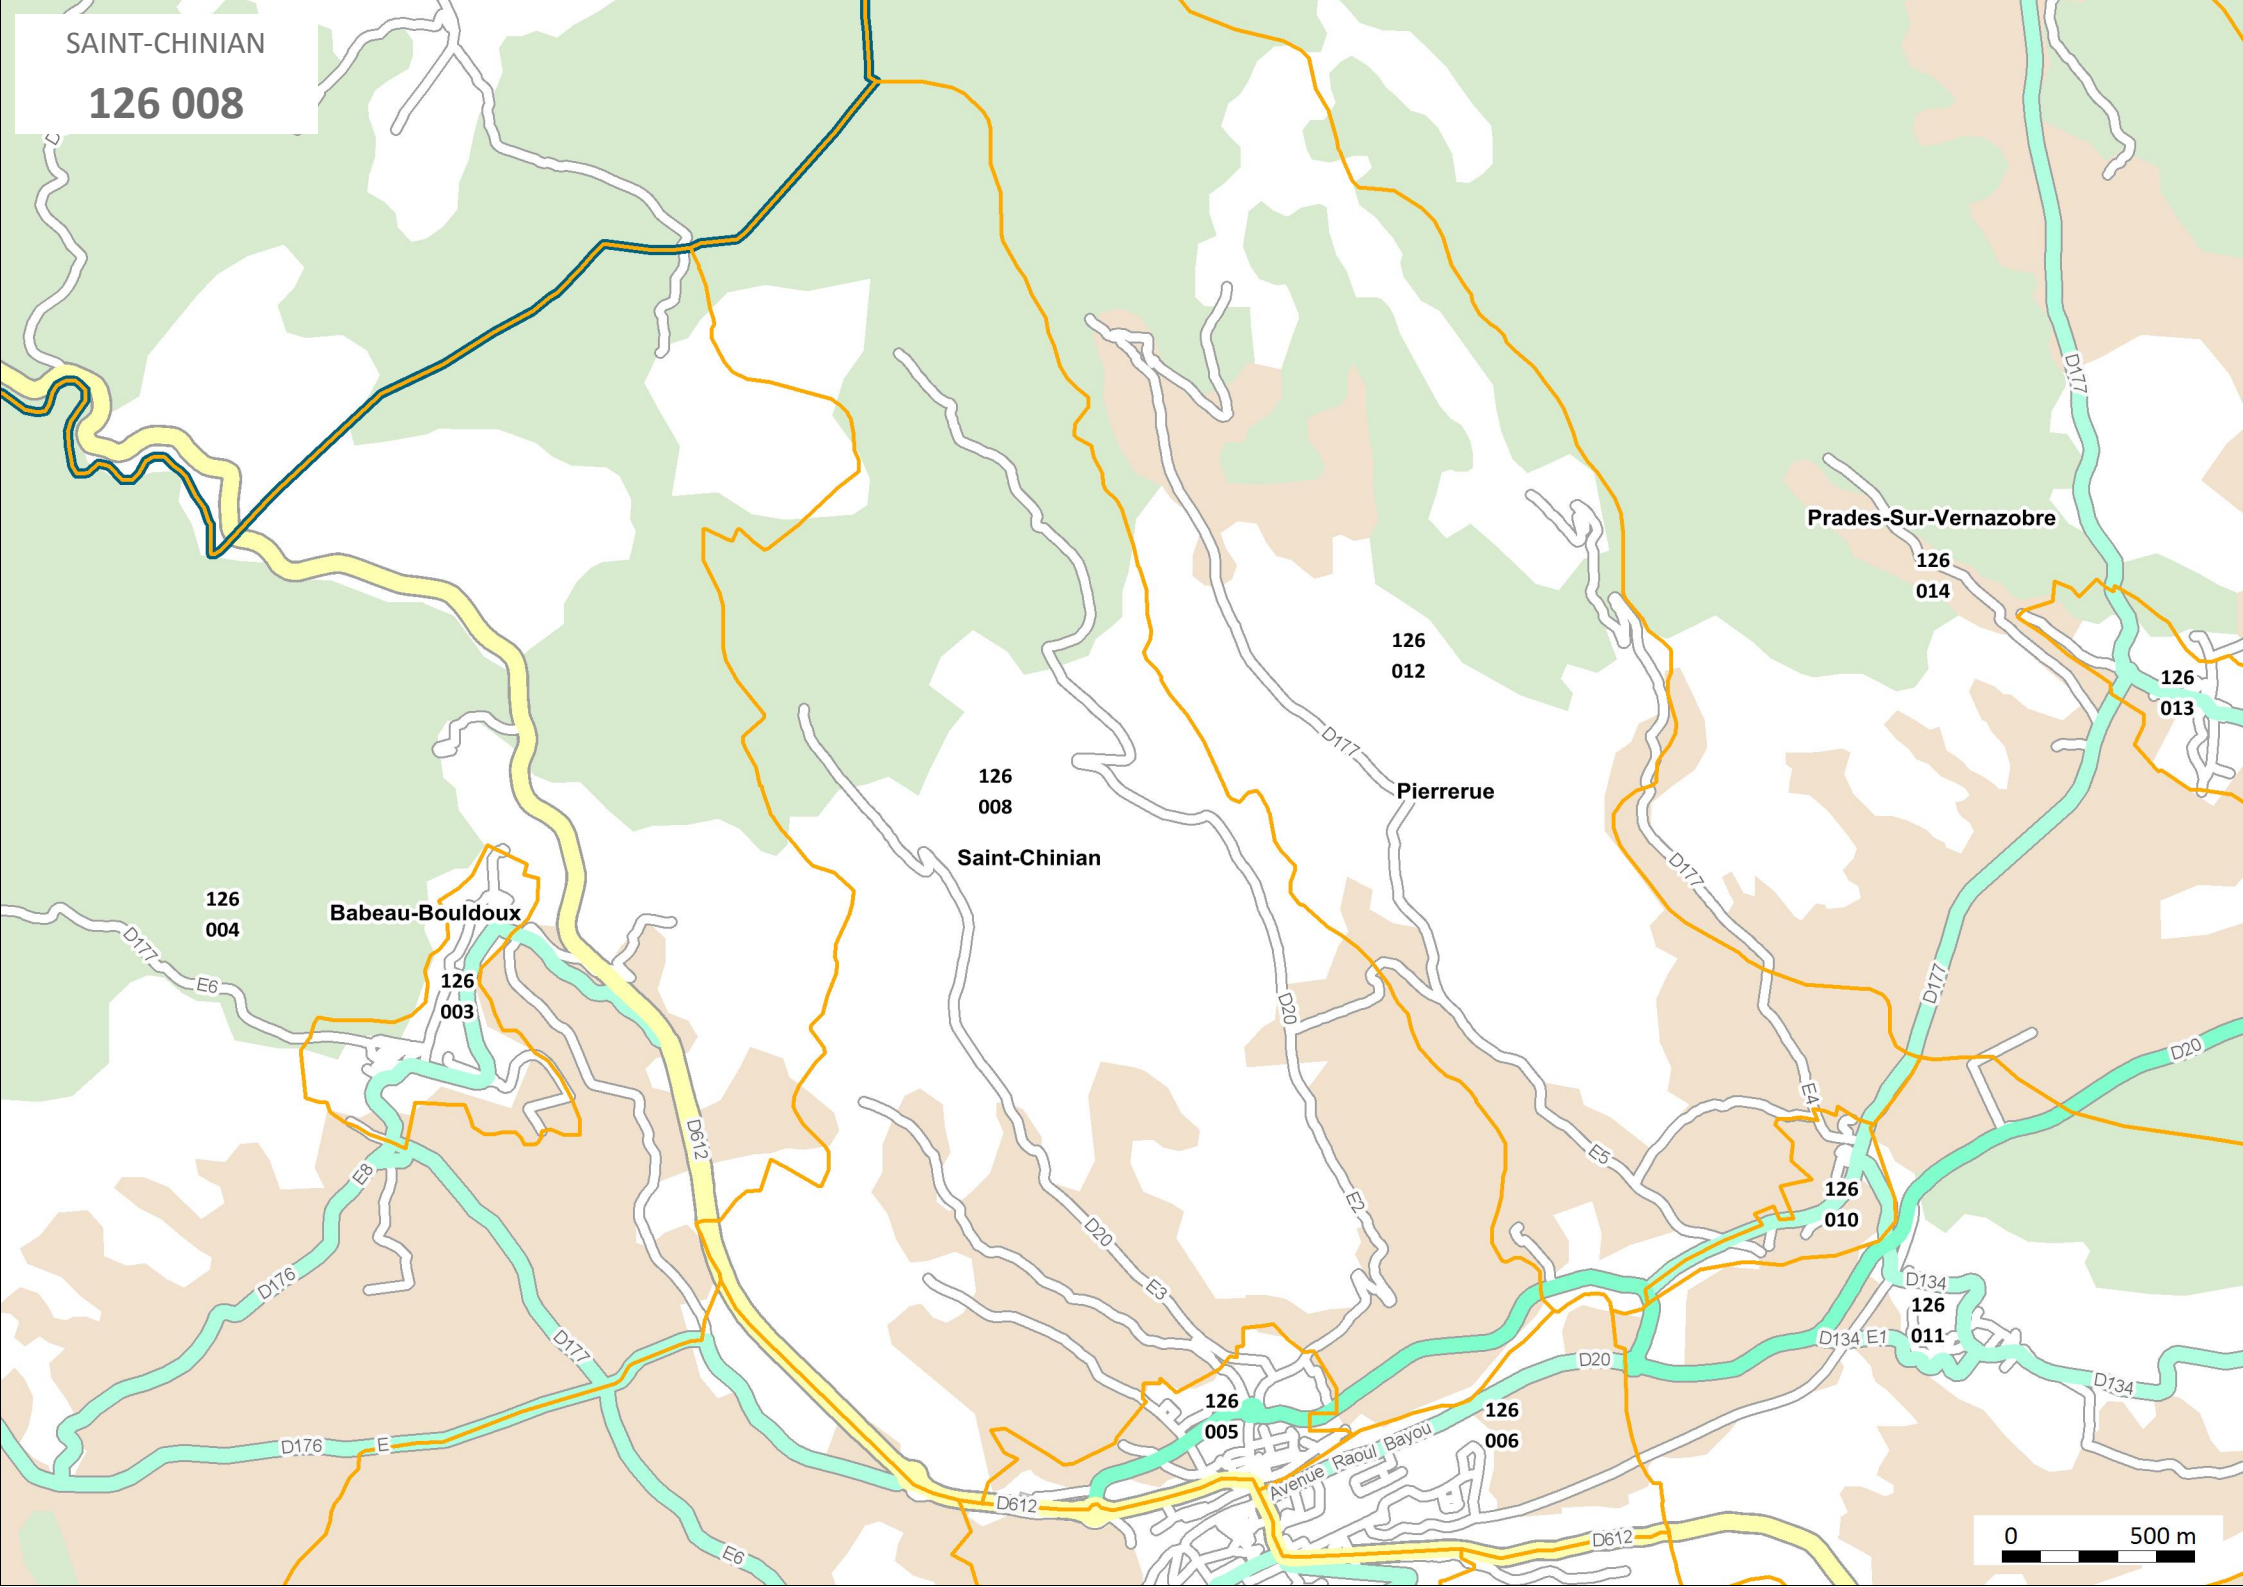 SAINT-CHINIAN
126 008
D177
Prades-Sur-Vernazobre
126
014
126
012
126
013
D177
126
008
Pierrerue
Saint-Chinian
D177
126
004
Babeau-Bouldoux
D177
E6
126
003
D20
D177
D20
E4
D612
E5
E8
E2
126
010
D20
D176
E3
D134
126
011
D134 E1
D177
D20
D134
126
005
126
006
D176
E
Avenue Raoul Bayou
D612
D612
E6
0 500 m